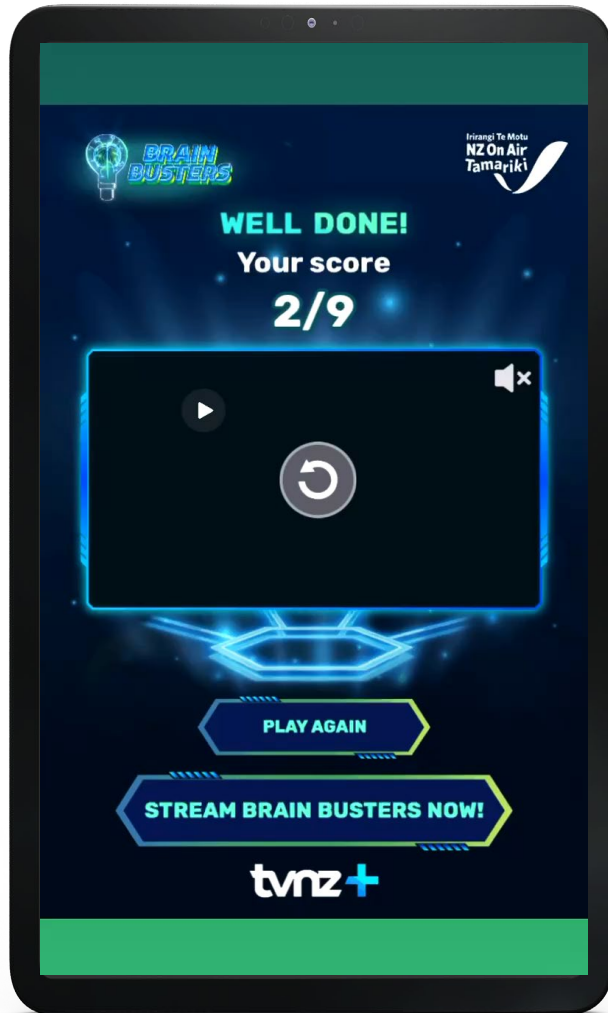 BRAIN
BUSTERS
Irirangi Te Motu
NZ On Air
Tamariki
WELL DONE!
Your score
2/9
PLAY AGAIN
STREAM BRAIN BUSTERS NOW!
tvnz+